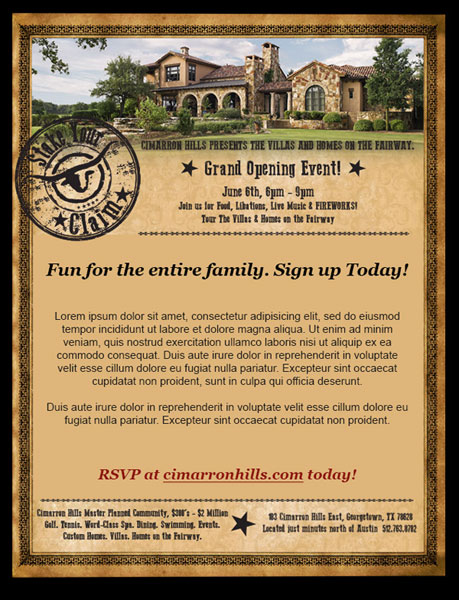 CIMARRON HILLS PRESENTS THE VILLAS AND HOMES ON THE FAIRWAY.
Stake Your
Claim
Grand Opening Event!
June 6th, 6pm - 9pm
Join us for Food, Libations, Live Music & FIREWORKS!
Tour The Villas & Homes on the Fairway
Fun for the entire family. Sign up Today!
Lorem ipsum dolor sit amet, consectetur adipisicing elit, sed do eiusmod
tempor incididunt ut labore et dolore magna aliqua. Ut enim ad minim
veniam, quis nostrud exercitation ullamco laboris nisi ut aliquip ex ea
commodo consequat. Duis aute irure dolor in reprehenderit in voluptate
velit esse cillum dolore eu fugiat nulla pariatur. Excepteur sint occaecat
cupidatat non proident, sunt in culpa qui officia deserunt.
Duis aute irure dolor in reprehenderit in voluptate velit esse cillum dolore eu
fugiat nulla pariatur. Excepteur sint occaecat cupidatat non proident.
RSVP at cimarronhills.com today!
Cimarron Hills Master Planned Community, $300's - $2 Million
Golf. Tennis. Word-Class Spa. Dining. Swimming. Events.
Custom Homes. Villas. Homes on the Fairway.
103 Cimarron Hills East, Georgetown, TX 78628
Located just minutes north of Austin 512.763.8702